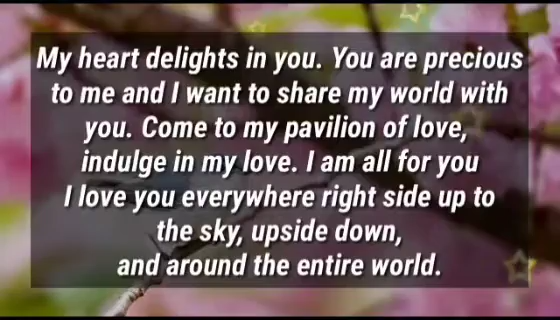 My heart delights in you. You are precious
to me and I want to share my world with
you. Come to my pavilion of love,
indulge in my love. I am all for you
I love you everywhere right side up to
the sky, upside down,
and around the entire world.